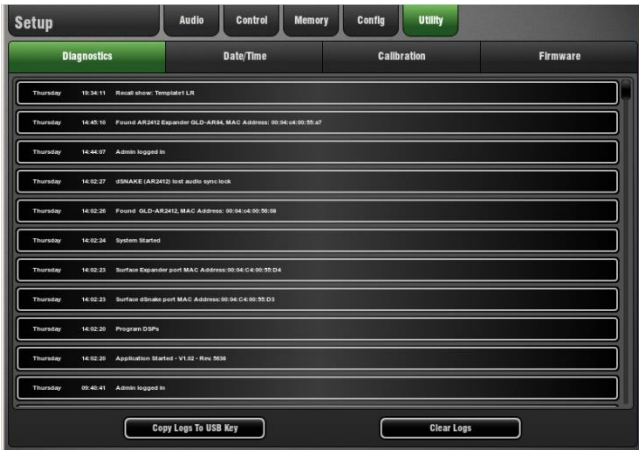 Setup
Audio Control Memory Config Utility
Diagnostics Date/Time Calibration Firmware
Thursday 19:34:11 Recall show: Template1 LR
Thursday 14:45:10 Found AR2412 Expander GLD-AR84, MAC Address: 00:04:c4:00:55:a7
Thursday 14:44:07 Admin logged in
Thursday 14:02:27 dSNAKE (AR2412) lost audio sync lock
Thursday 14:02:26 Found GLD-AR2412, MAC Address: 00:04:c4:00:50:08
Thursday 14:02:24 System Started
Thursday 14:02:23 Surface Expander port MAC Address:00:04:C4:00:55:D4
Thursday 14:02:23 Surface dSnake port MAC Address:00:04:C4:00:55:D3
Thursday 14:02:20 Program DSPs
Thursday 14:02:20 Application Started - V1.02 - Rev. 5838
Thursday 09:40:41 Admin logged in
Copy Logs To USB Key Clear Logs